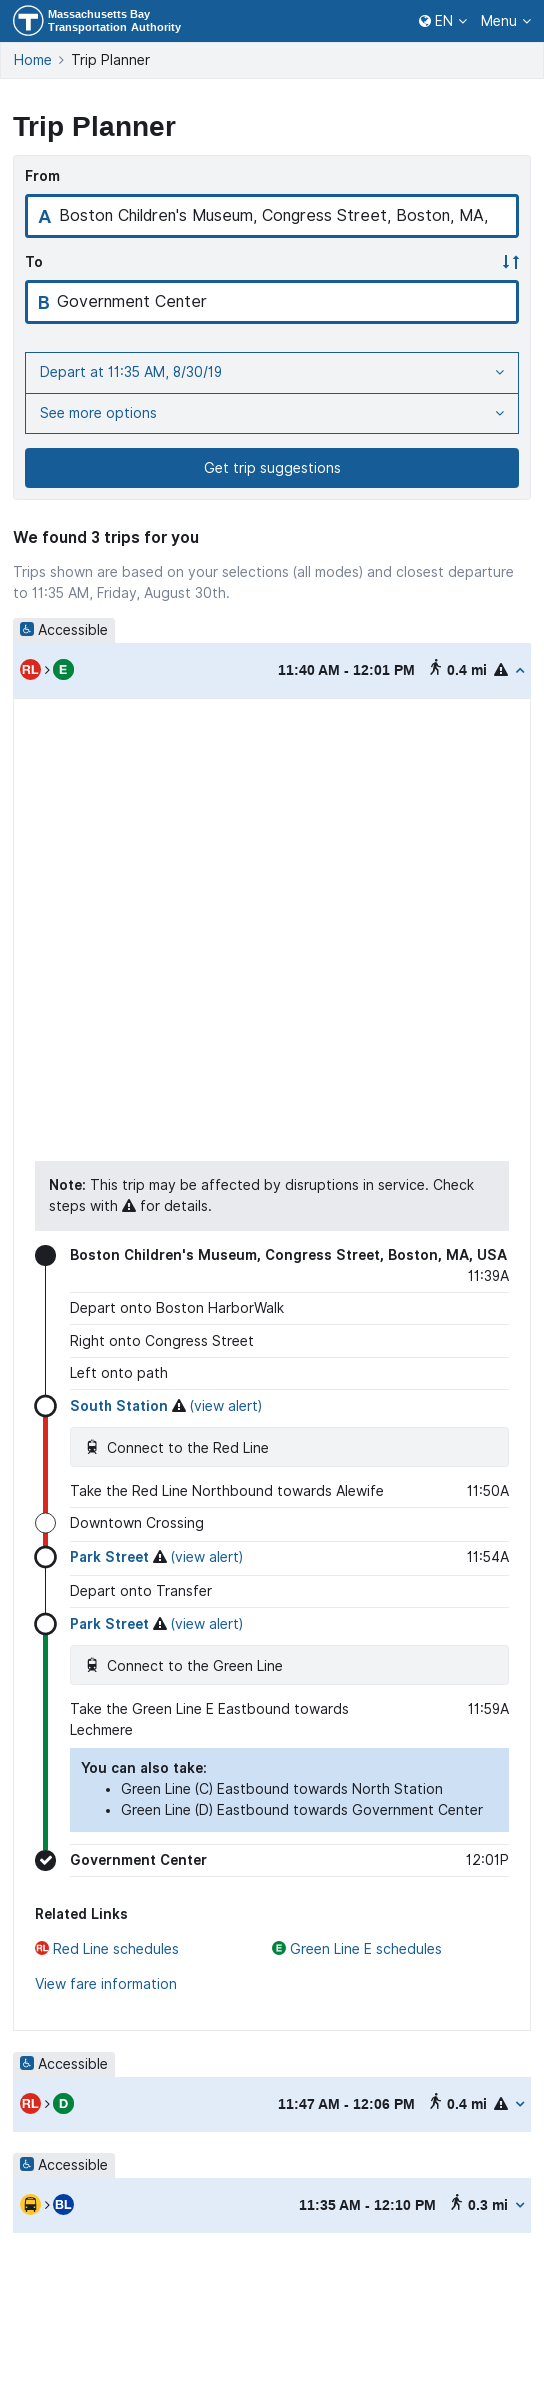 Massachusetts Bay
Transportation Authority
EN
Menu
Home
Trip Planner
Trip Planner
From
A Boston Children's Museum, Congress Street, Boston, MA,
To
B Government Center
Depart at 11:35 AM, 8/30/19
See more options
Get trip suggestions
We found 3 trips for you
Trips shown are based on your selections (all modes) and closest departure
to 11:35 AM, Friday, August 30th.
Accessible
RL E 11:40 AM - 12:01 PM 0.4 mi
Note: This trip may be affected by disruptions in service. Check
steps with for details.
Boston Children's Museum, Congress Street, Boston, MA, USA
11:39A
Depart onto Boston HarborWalk
Right onto Congress Street
Left onto path
South Station (view alert)
Connect to the Red Line
Take the Red Line Northbound towards Alewife 11:50A
Downtown Crossing
Park Street (view alert) 11:54A
Depart onto Transfer
Park Street (view alert)
Connect to the Green Line
Take the Green Line E Eastbound towards 11:59A
Lechmere
You can also take:
• Green Line (C) Eastbound towards North Station
• Green Line (D) Eastbound towards Government Center
Government Center 12:01P
Related Links
RL Red Line schedules
E Green Line E schedules
View fare information
Accessible
RL D 11:47 AM - 12:06 PM 0.4 mi
Accessible
BL 11:35 AM - 12:10 PM 0.3 mi